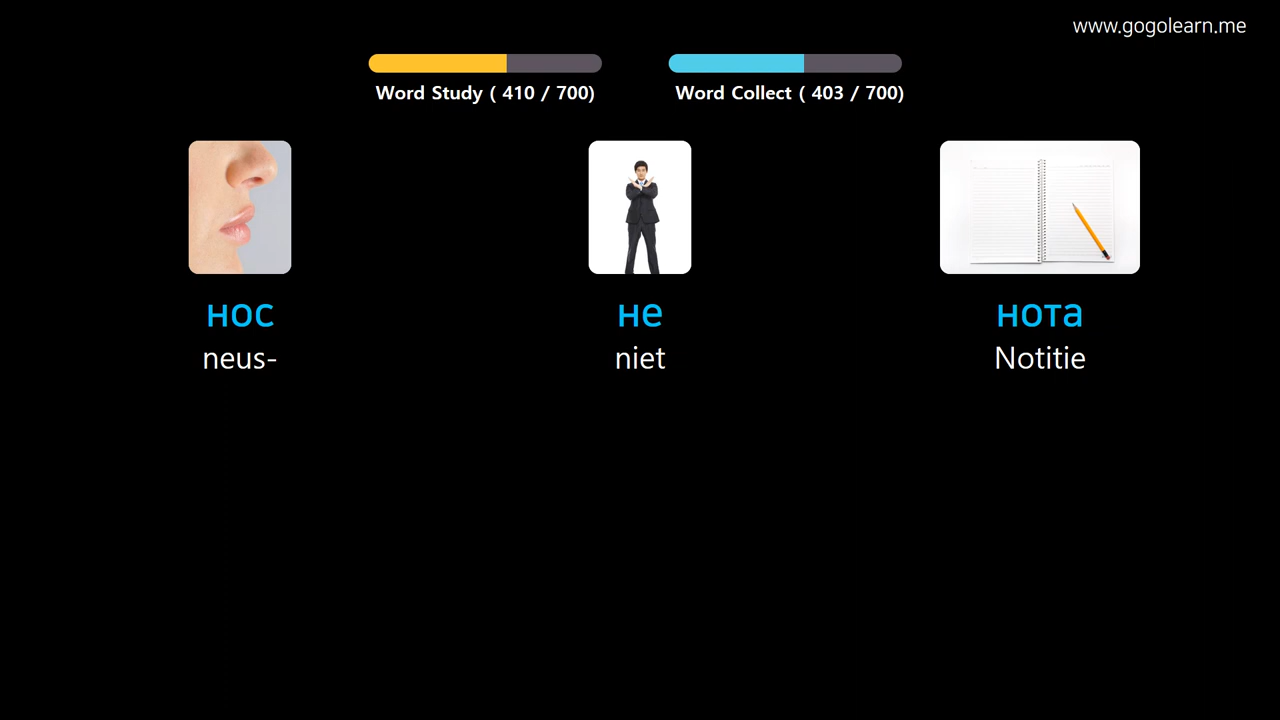 www.gogolearn.me
Word Study ( 410 / 700)
Word Collect ( 403 / 700)
нос
не
нота
neus-
niet
Notitie